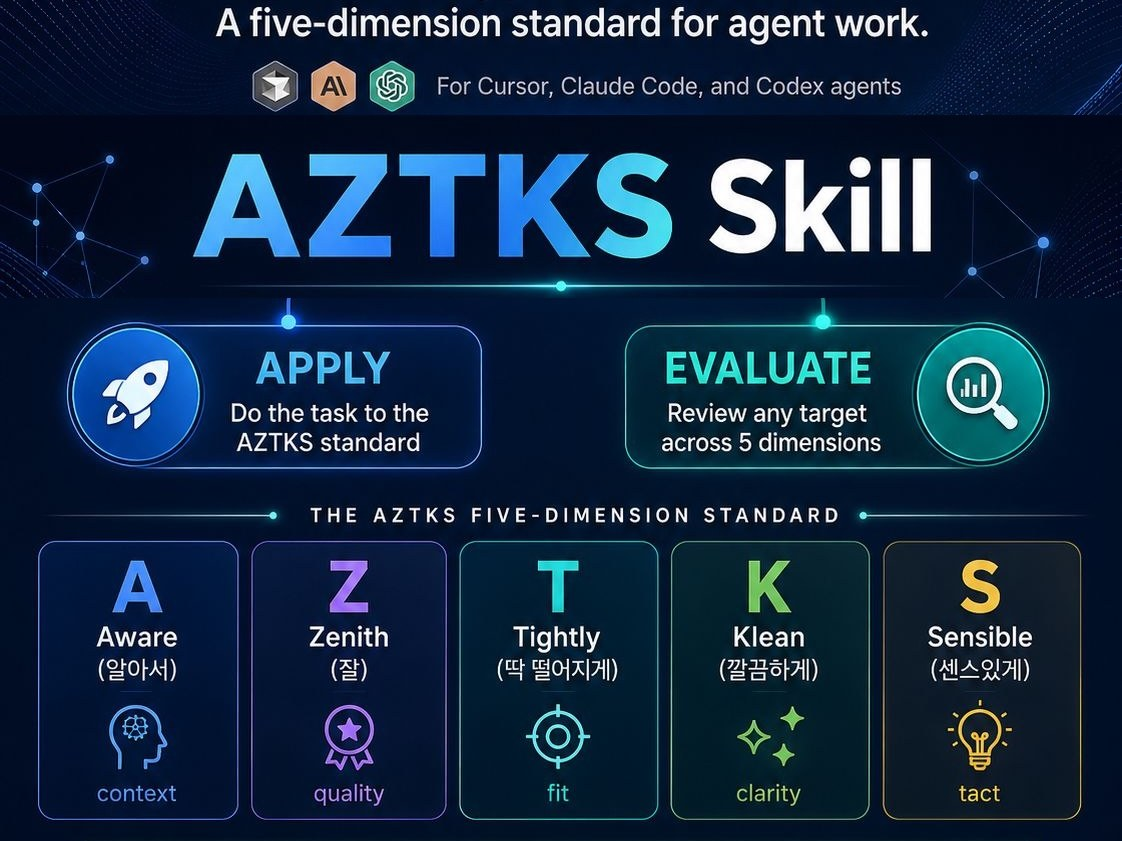 A five-dimension standard for agent work.
AI For Cursor, Claude Code, and Codex agents
AZTKS Skill
APPLY
Do the task to the
AZTKS standard
EVALUATE
Review any target
across 5 dimensions
THE AZTKS FIVE-DIMENSION STANDARD
A
Aware
(알아서)
context
Z
Zenith
(잘)
quality
T
Tightly
(딱 떨어지게)
fit
K
Klean
(깔끔하게)
clarity
S
Sensible
(센스있게)
tact